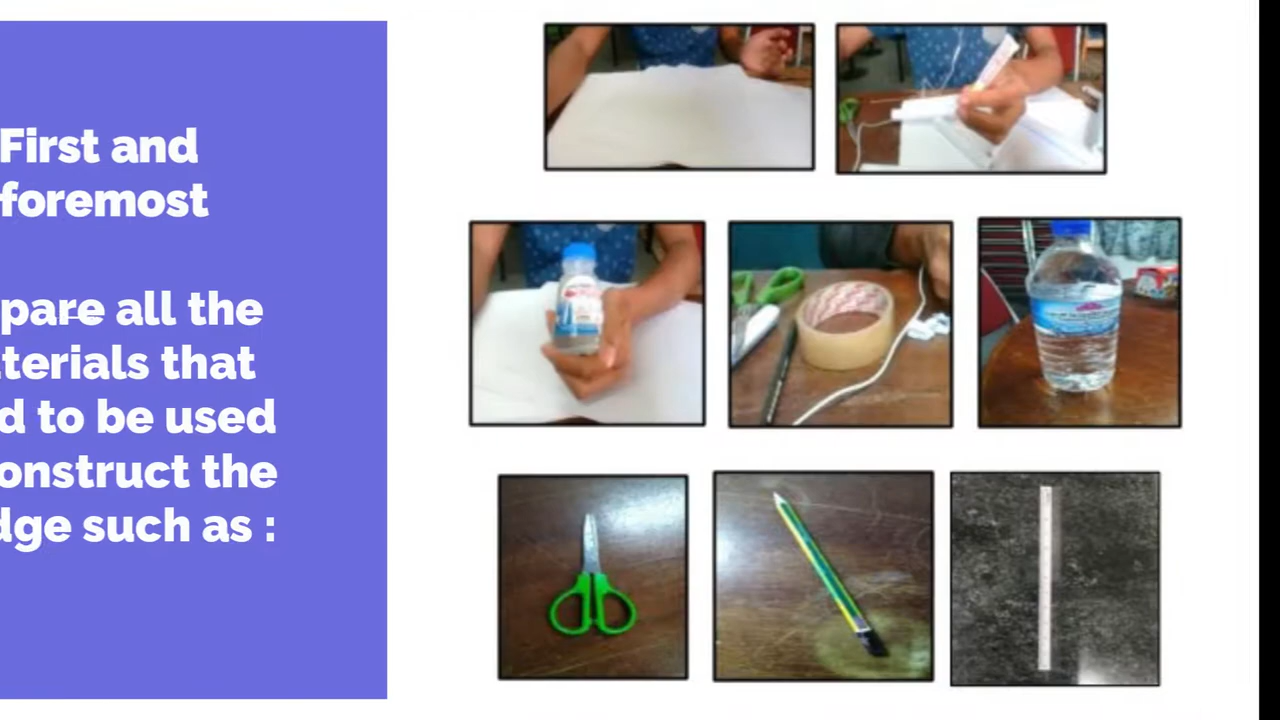 First and
foremost
pare all the
terials that
d to be used
onstruct the
dge such as :